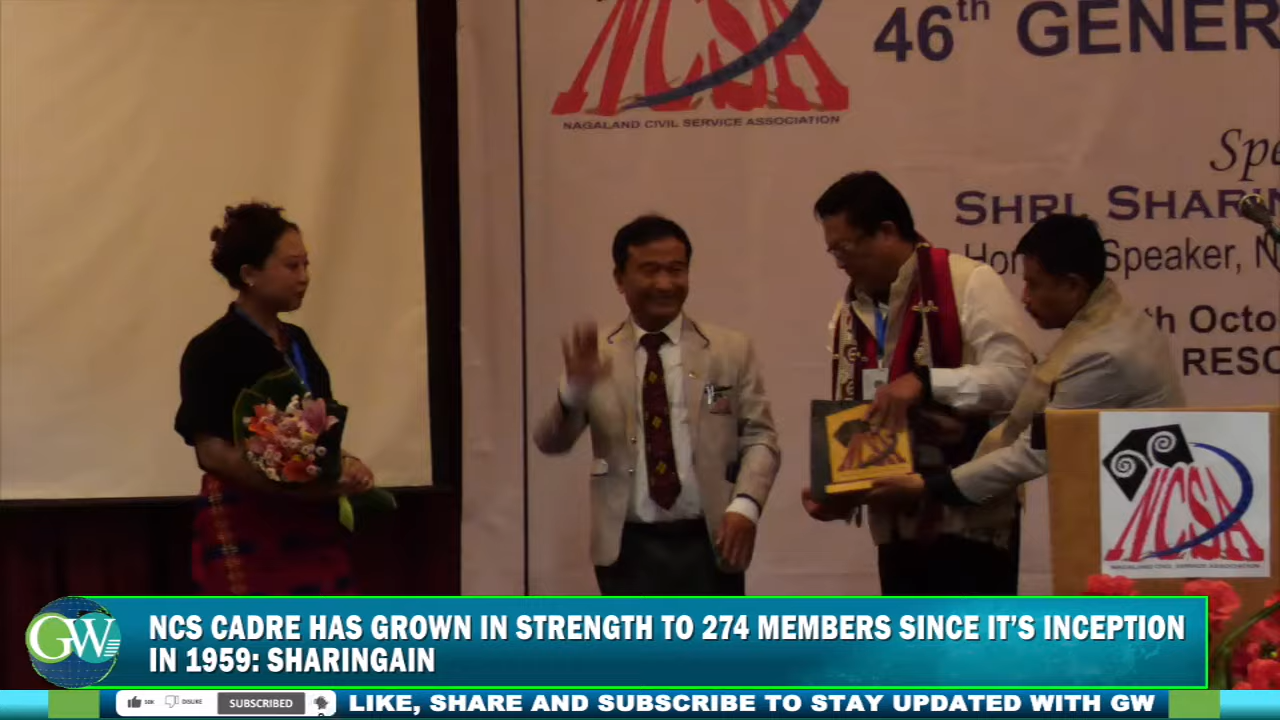 NCSA
NAGALAND CIVIL SERVICE ASSOCIATION
46th GENER
Spe
SHRI SHARIN
Hon Speaker, N
th Octo
RESO
NCSA
NAGALAND CIVIL SERVICE ASSOCIATION
GW
NCS CADRE HAS GROWN IN STRENGTH TO 274 MEMBERS SINCE IT'S INCEPTION
IN 1959: SHARINGAIN
DISLIKE
SUBSCRIBED
LIKE, SHARE AND SUBSCRIBE TO STAY UPDATED WITH GW